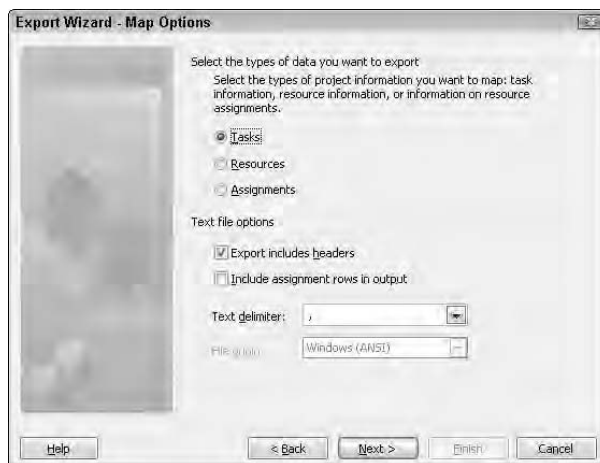 Export Wizard - Map Options
Select the types of data you want to export
Select the types of project information you want to map: task
information, resource information, or information on resource
assignments.
Tasks
Resources
Assignments
Text file options
Export includes headers
Include assignment rows in output
Text delimiter: ,
File origin: Windows (ANSI)
Help
< Back
Next >
Finish
Cancel